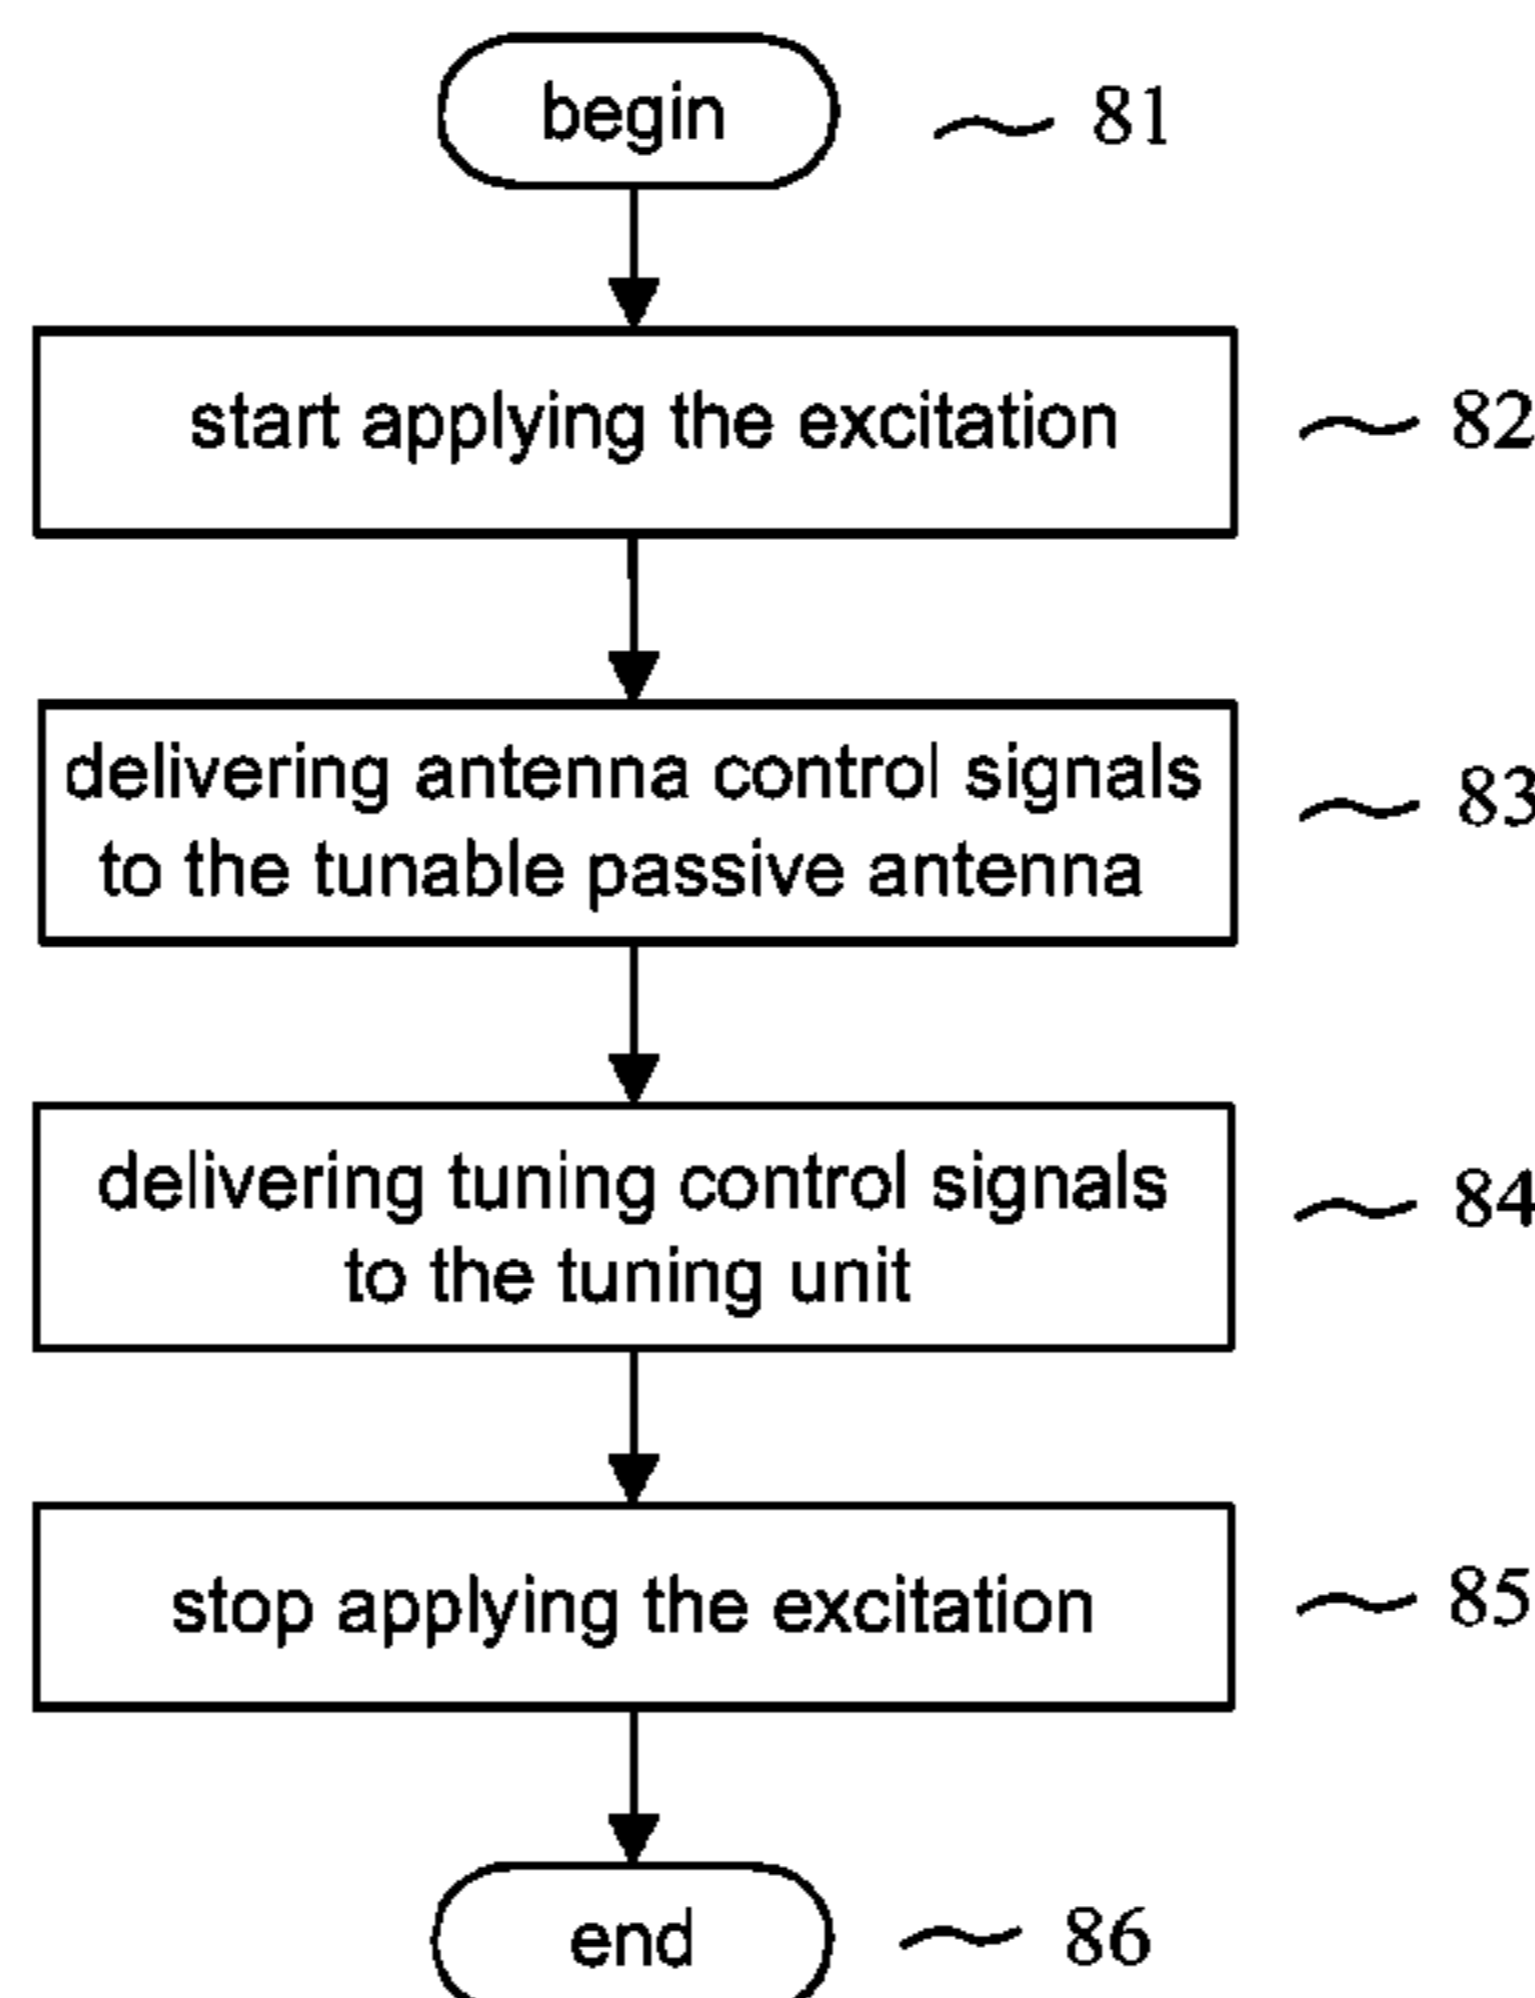 begin
81
start applying the excitation
82
delivering antenna control signals
to the tunable passive antenna
83
delivering tuning control signals
to the tuning unit
84
stop applying the excitation
85
end
86